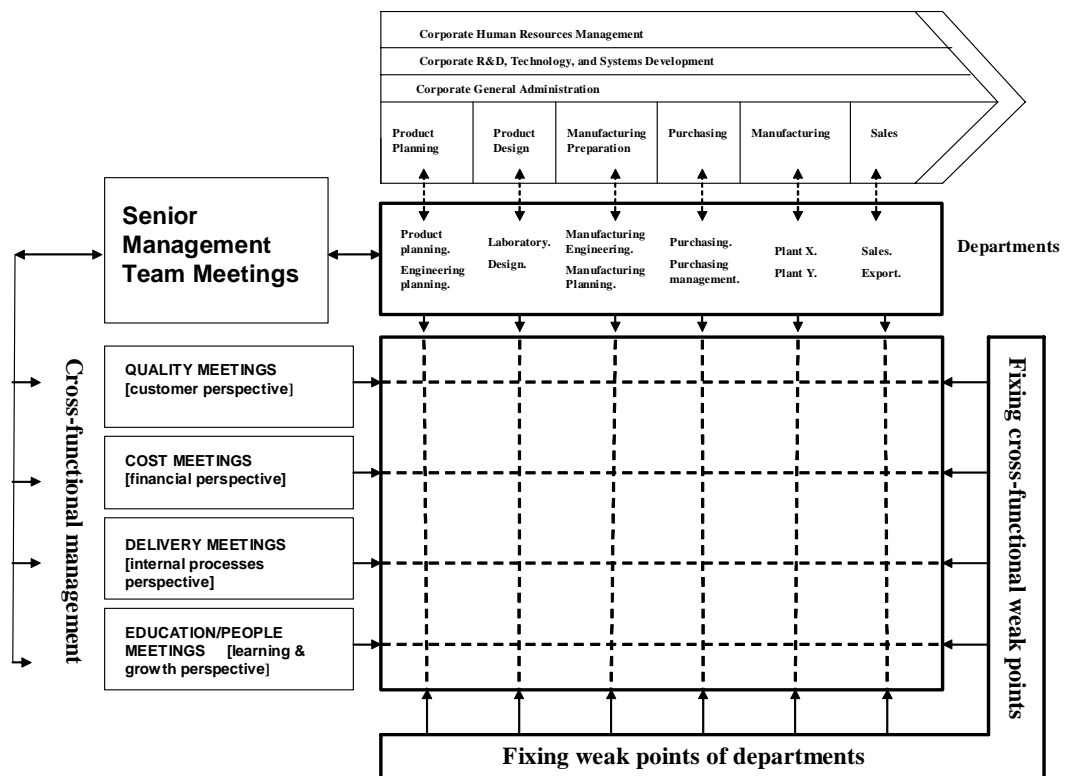 Corporate Human Resources Management
Corporate R&D, Technology, and Systems Development
Corporate General Administration
Product
Planning
Product
Design
Manufacturing
Preparation
Purchasing
Manufacturing
Sales
Senior
Management
Team Meetings
Product
planning.
Engineering
planning.
Laboratory.
Design.
Manufacturing
Engineering.
Manufacturing
Planning.
Purchasing.
Purchasing
management.
Plant X.
Plant Y.
Sales.
Export.
Departments
Cross-functional management
QUALITY MEETINGS
[customer perspective]
COST MEETINGS
[financial perspective]
DELIVERY MEETINGS
[internal processes
perspective]
EDUCATION/PEOPLE
MEETINGS [learning &
growth perspective]
Fixing cross-functional weak points
Fixing weak points of departments